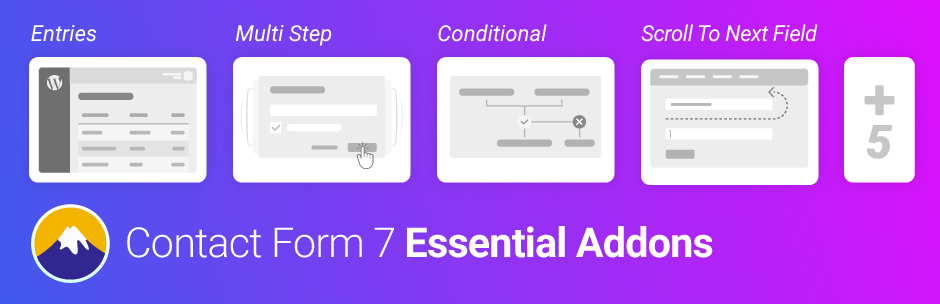 Entries
Multi Step
Conditional
Scroll To Next Field
+
5
Contact Form 7 Essential Addons